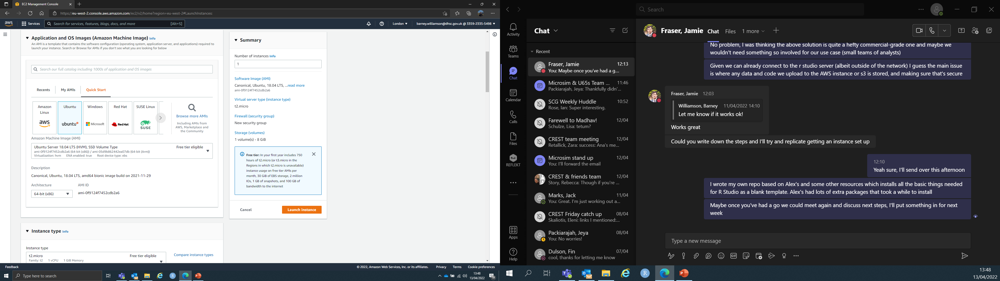 EC2 Management Console
https://eu-west-2.console.aws.amazon.com/ec2/v2/home?region=eu-west-2#LaunchInstances:
aws
Services
Search for services, features, blogs, docs, and more
[Alt+S]
London
barney.williamson@dhsc.gov.uk @ 3359-2335-5498
Application and OS Images (Amazon Machine Image) Info
An AMI is a template that contains the software configuration (operating system, application server, and applications) required to
launch your instance. Search or Browse for AMIs if you don't see what you are looking for below
Search our full catalog including 1000s of application and OS images
Recents
My AMIs
Quick Start
Amazon
Linux
aws
Ubuntu
ubuntu
Windows
Microsoft
Red Hat
Red Hat
SUSE Linux
SUSE
Browse more AMIs
Including AMIs from
AWS, Marketplace and
the Community
Amazon Machine Image (AMI)
Ubuntu Server 18.04 LTS (HVM), SSD Volume Type
Free tier eligible
ami-0f9124f7452cdb2a6 (64-bit (x86)) / ami-05d9b862442ea07db (64-bit (Arm))
Virtualization: hvm ENA enabled: true Root device type: ebs
Description
Canonical, Ubuntu, 18.04 LTS, amd64 bionic image build on 2021-11-29
Architecture
AMI ID
64-bit (x86)
ami-0f9124f7452cdb2a6
Instance type Info
Instance type
t2.micro
Free tier eligible
Family: t2 1 vCPU 1 GiB Memory
Compare instance types
Summary
Number of instances Info
1
Software Image (AMI)
Canonical, Ubuntu, 18.04 LTS, ...read more
ami-0f9124f7452cdb2a6
Virtual server type (instance type)
t2.micro
Firewall (security group)
New security group
Storage (volumes)
1 volume(s) - 8 GiB
Free tier: In your first year includes 750
hours of t2.micro (or t3.micro in the
Regions in which t2.micro is unavailable)
instance usage on free tier AMIs per
month, 30 GiB of EBS storage, 2 million
IOs, 1 GB of snapshots, and 100 GB of
bandwidth to the internet
Cancel
Launch instance
Feedback
© 2022, Amazon Web Services, Inc. or its affiliates.
Privacy
Terms
Cookie preferences
Type here to search
13:48
13/04/2022
19
Search
Activity
Teams
Chat
Calendar
Calls
Files
REFLEKT
Apps
Help
Chat
Recent
Fraser, Jamie 12:13
You: Maybe once you've had a g...
Microsim & U65s Team ... 11:46
Packiarajah, Jeya: Thankfully didn'...
SCG Weekly Huddle 10:52
Rose, Ian: Super interesting.
Farewell to Madhav! 12/04
Schulze, Lisa: tetum?
CREST team meeting 12/04
Retallick, Zara: success: Ana's me...
Microsim stand up 12/04
You: I'll forward the email
CREST & friends team 12/04
Story, Rebecca: Though if you're ...
Marks, Jack 11/04
You: Great. I'm just working out a...
CREST Friday catch up 08/04
Skaliotis, Eleni: links I mentioned:...
Packiarajah, Jeya 08/04
You: No worries!
Dulson, Fin 07/04
cool, thanks for letting me know
Fraser, Jamie
Chat
Files
1 more
No problem, I was thinking the above solution is quite a hefty commercial-grade one and maybe we
wouldn't need something so involved for our use case (small teams of analysts)
Given we can already connect to the r studio server (albeit outside of the network) I guess the main issue
is where any data and code we upload to the AWS instance or s3 is stored, and making sure that's secure
Fraser, Jamie 12:03
Williamson, Barney 11/04/2022 14:10
Let me know if it works ok!
Works great
Could you write down the steps and I'll try and replicate getting an instance set up
12:10
Yeah sure, I'll send over this afternoon
I wrote my own repo based on Alex's and some other resources which installs all the basic things needed
for R Studio as a blank template. Alex's had lots of extra packages that took a while to install
Maybe once you've had a go we could meet again and discuss next steps, I'll put something in for next
week
Type a new message
GIF
13:48
13/04/2022